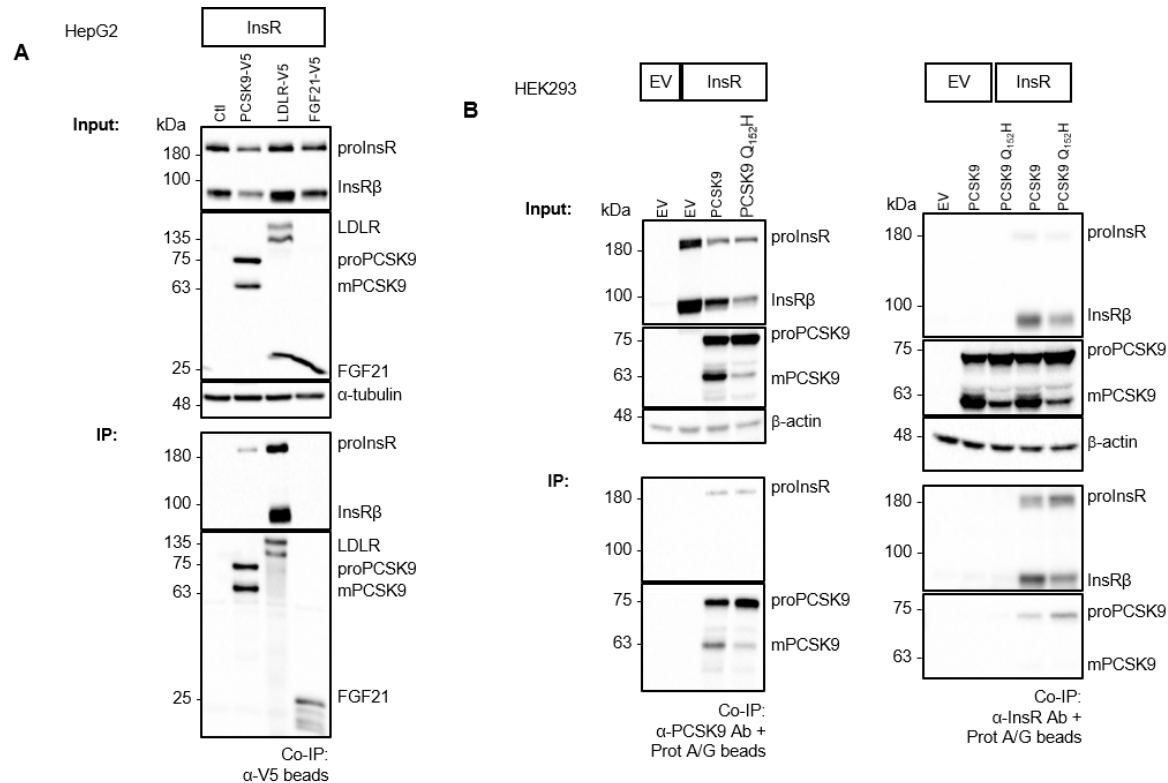 A
HepG2
InsR
Ctl
PCSK9-V5
LDLR-V5
FGF21-V5
Input:
kDa
180
100
proInsR
InsRβ
135
75
63
25
LDLR
proPCSK9
mPCSK9
FGF21
48
α-tubulin
IP:
180
100
proInsR
InsRβ
135
75
63
25
LDLR
proPCSK9
mPCSK9
FGF21
Co-IP:
α-V5 beads
B
HEK293
EV
InsR
EV
EV
PCSK9
PCSK9 Q152H
Input:
kDa
180
100
proInsR
InsRβ
75
63
proPCSK9
mPCSK9
48
β-actin
IP:
180
100
proInsR
75
63
proPCSK9
mPCSK9
Co-IP:
α-PCSK9 Ab +
Prot A/G beads
EV
InsR
EV
PCSK9
PCSK9 Q152H
PCSK9
PCSK9 Q152H
kDa
180
100
proInsR
InsRβ
75
63
proPCSK9
mPCSK9
48
β-actin
180
100
proInsR
InsRβ
75
63
proPCSK9
mPCSK9
Co-IP:
α-InsR Ab +
Prot A/G beads